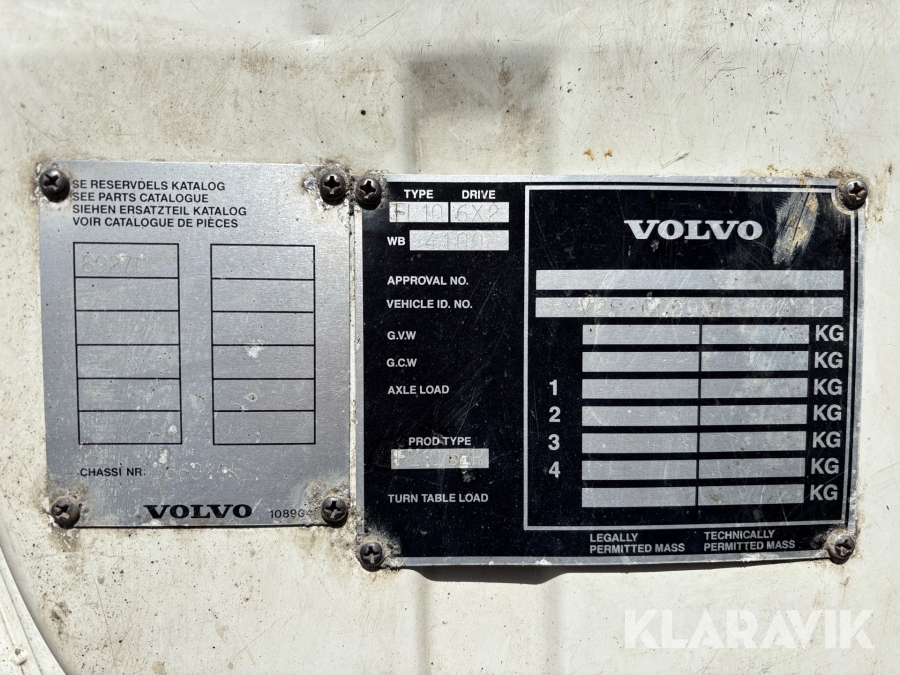 SE RESERVDELS KATALOG
SEE PARTS CATALOGUE
SIEHEN ERSATZTEIL KATALOG
VOIR CATALOGUE DE PIÈCES
CHASSI NR:
VOLVO
TYPE DRIVE
FL10 6X2
WB 4100
VOLVO
APPROVAL NO.
VEHICLE ID. NO.
G.V.W KG
G.C.W KG
AXLE LOAD 1 KG
2 KG
PROD TYPE 3 KG
4 KG
TURN TABLE LOAD KG
LEGALLY PERMITTED MASS
TECHNICALLY PERMITTED MASS
KLARAVIK